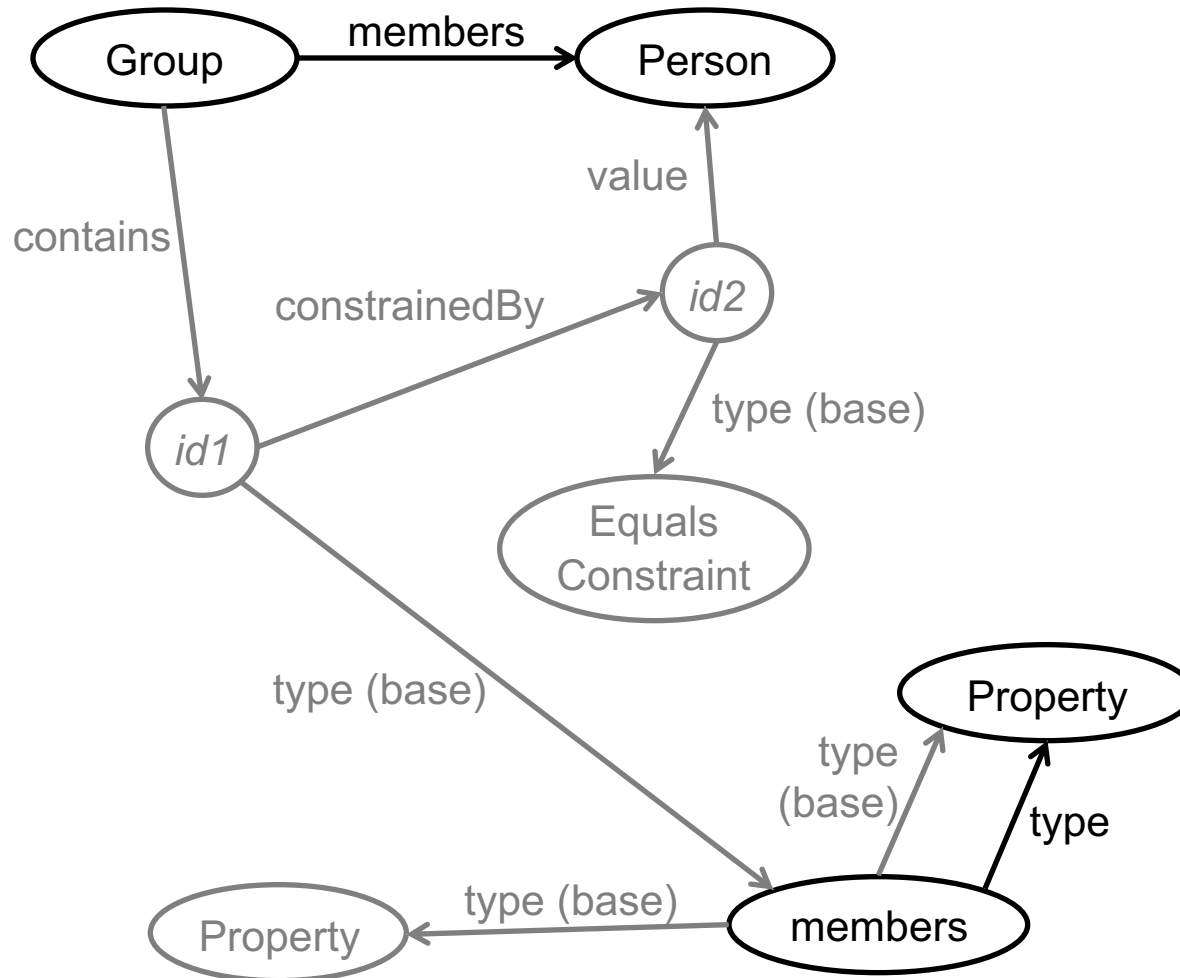 members
Group
Person
value
contains
id2
constrainedBy
type (base)
id1
Equals
Constraint
type (base)
Property
type
(base)
type
type (base)
members
Property